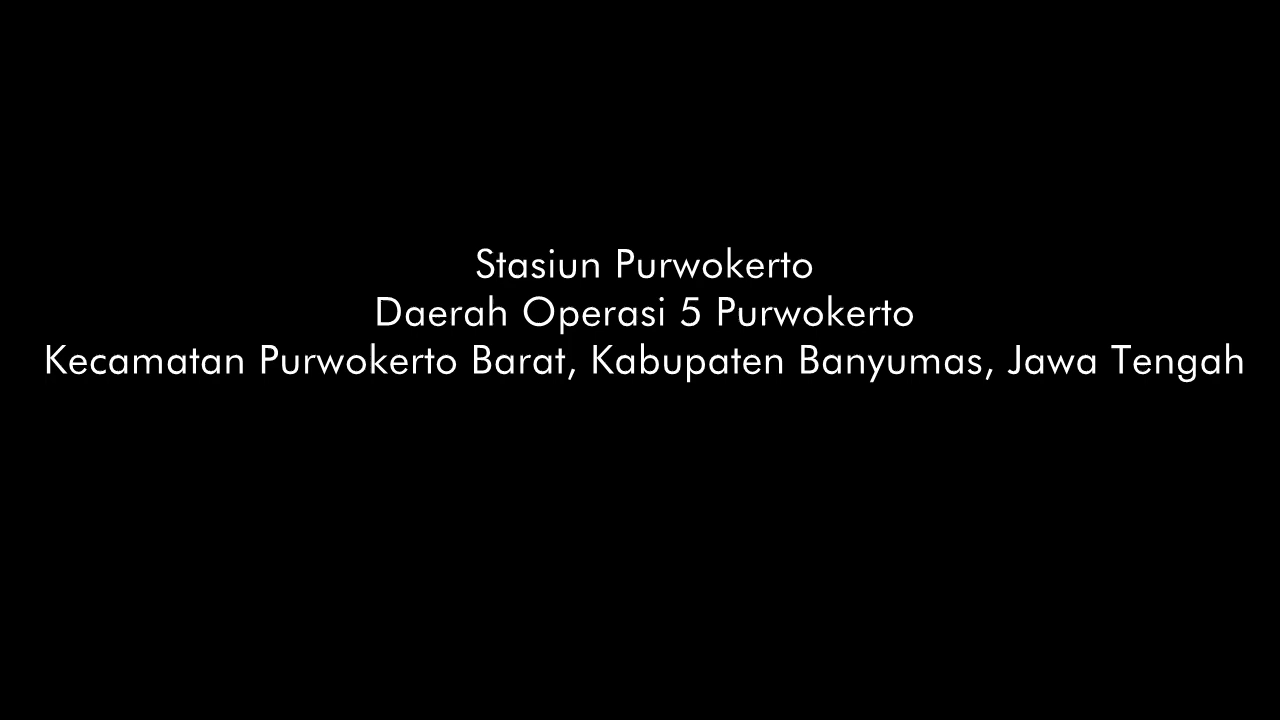 Stasiun Purwokerto
Daerah Operasi 5 Purwokerto
Kecamatan Purwokerto Barat, Kabupaten Banyumas, Jawa Tengah